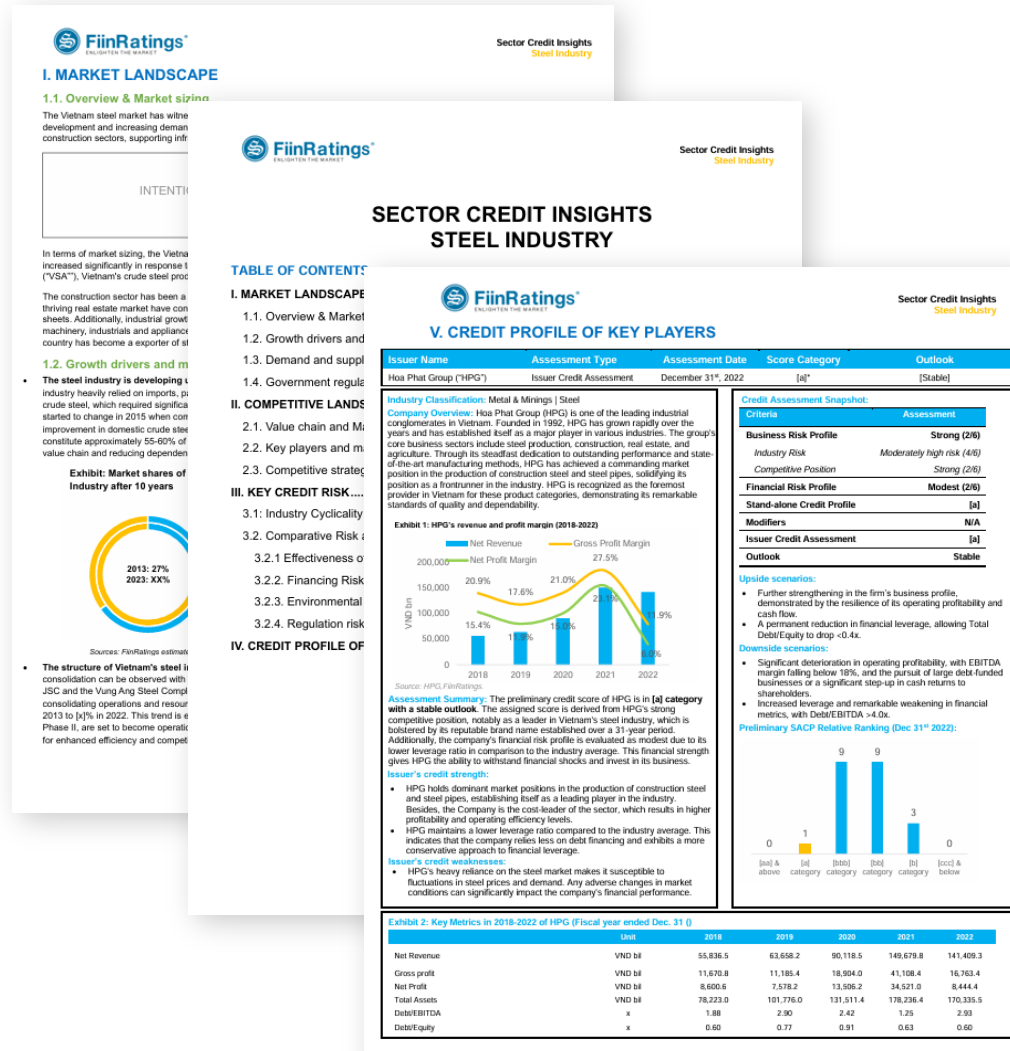 FiinRatings
ENLIGHTEN THE MARKET
Sector Credit Insights
Steel Industry
I. MARKET LANDSCAPE
1.1. Overview & Market sizing
The Vietnam steel market has witne
development and increasing deman
construction sectors, supporting infr
INTENTI
In terms of market sizing, the Vietna
increased significantly in response t
("VSA""), Vietnam's crude steel prod
The construction sector has been a
thriving real estate market have con
sheets. Additionally, industrial growt
machinery, industrials and appliance
country has become a exporter of st
1.2. Growth drivers and m
• The steel industry is developing u
industry heavily relied on imports, pa
crude steel, which required significa
started to change in 2015 when com
improvement in domestic crude stee
constitute approximately 55-60% of
value chain and reducing dependen
Exhibit: Market shares of
Industry after 10 years
2013: 27%
2023: XX%
Sources: FiinRatings estimate
• The structure of Vietnam's steel i
consolidation can be observed with
JSC and the Vung Ang Steel Compl
consolidating operations and resour
2013 to [x]% in 2022. This trend is e
Phase II, are set to become operatio
for enhanced efficiency and competi
FiinRatings
ENLIGHTEN THE MARKET
Sector Credit Insights
Steel Industry
SECTOR CREDIT INSIGHTS
STEEL INDUSTRY
TABLE OF CONTENTS
I. MARKET LANDSCAPE
1.1. Overview & Market
1.2. Growth drivers and
1.3. Demand and suppl
1.4. Government regula
II. COMPETITIVE LANDS
2.1. Value chain and Ma
2.2. Key players and ma
2.3. Competitive strateg
III. KEY CREDIT RISK....
3.1: Industry Cyclicality
3.2. Comparative Risk a
3.2.1 Effectiveness o
3.2.2. Financing Risk
3.2.3. Environmental
3.2.4. Regulation risk
IV. CREDIT PROFILE OF
FiinRatings
ENLIGHTEN THE MARKET
Sector Credit Insights
Steel Industry
V. CREDIT PROFILE OF KEY PLAYERS
Issuer Name Assessment Type Assessment Date Score Category Outlook
Hoa Phat Group ("HPG") Issuer Credit Assessment December 31st, 2022 [a]* [Stable]
Industry Classification: Metal & Minings | Steel
Company Overview: Hoa Phat Group (HPG) is one of the leading industrial
conglomerates in Vietnam. Founded in 1992, HPG has grown rapidly over the
years and has established itself as a major player in various industries. The group's
core business sectors include steel production, construction, real estate, and
agriculture. Through its steadfast dedication to outstanding performance and state-
of-the-art manufacturing methods, HPG has achieved a commanding market
position in the production of construction steel and steel pipes, solidifying its
position as a frontrunner in the industry. HPG is recognized as the foremost
provider in Vietnam for these product categories, demonstrating its remarkable
standards of quality and dependability.
Exhibit 1: HPG's revenue and profit margin (2018-2022)
Net Revenue Gross Profit Margin
Net Profit Margin
VND bn
200,000
150,000
100,000
50,000
0
20.9% 17.6% 21.0% 27.5% 11.9%
15.4% 11.9% 15.0% 23.1% 6.0%
2018 2019 2020 2021 2022
Source: HPG,FiinRatings.
Assessment Summary: The preliminary credit score of HPG is in [a] category
with a stable outlook. The assigned score is derived from HPG's strong
competitive position, notably as a leader in Vietnam's steel industry, which is
bolstered by its reputable brand name established over a 31-year period.
Additionally, the company's financial risk profile is evaluated as modest due to its
lower leverage ratio in comparison to the industry average. This financial strength
gives HPG the ability to withstand financial shocks and invest in its business.
Issuer's credit strength:
• HPG holds dominant market positions in the production of construction steel
and steel pipes, establishing itself as a leading player in the industry.
Besides, the Company is the cost-leader of the sector, which results in higher
profitability and operating efficiency levels.
• HPG maintains a lower leverage ratio compared to the industry average. This
indicates that the company relies less on debt financing and exhibits a more
conservative approach to financial leverage.
Issuer's credit weaknesses:
• HPG's heavy reliance on the steel market makes it susceptible to
fluctuations in steel prices and demand. Any adverse changes in market
conditions can significantly impact the company's financial performance.
Credit Assessment Snapshot:
Criteria Assessment
Business Risk Profile Strong (2/6)
Industry Risk Moderately high risk (4/6)
Competitive Position Strong (2/6)
Financial Risk Profile Modest (2/6)
Stand-alone Credit Profile [a]
Modifiers N/A
Issuer Credit Assessment [a]
Outlook Stable
Upside scenarios:
• Further strengthening in the firm's business profile,
demonstrated by the resilience of its operating profitability and
cash flow.
• A permanent reduction in financial leverage, allowing Total
Debt/Equity to drop <0.4x.
Downside scenarios:
• Significant deterioration in operating profitability, with EBITDA
margin falling below 18%, and the pursuit of large debt-funded
businesses or a significant step-up in cash returns to
shareholders.
• Increased leverage and remarkable weakening in financial
metrics, with Debt/EBITDA >4.0x.
Preliminary SACP Relative Ranking (Dec 31st 2022):
0 1 9 9 3 0
[aa] & above [a] category [bbb] category [bb] category [b] category [ccc] & below
Exhibit 2: Key Metrics in 2018-2022 of HPG (Fiscal year ended Dec. 31 ()
Unit 2018 2019 2020 2021 2022
Net Revenue VND bil 55,836.5 63,658.2 90,118.5 149,679.8 141,409.3
Gross profit VND bil 11,670.8 11,185.4 18,904.0 41,108.4 16,763.4
Net Profit VND bil 8,600.6 7,578.2 13,506.2 34,521.0 8,444.4
Total Assets VND bil 78,223.0 101,776.0 131,511.4 178,236.4 170,335.5
Debt/EBITDA x 1.88 2.90 2.42 1.25 2.93
Debt/Equity x 0.60 0.77 0.91 0.63 0.60